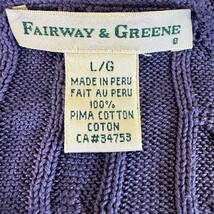 FAIRWAY & GREENE
L/G
MADE IN PERU
FAIT AU PERU
100%
PIMA COTTON
COTON
CA#34753